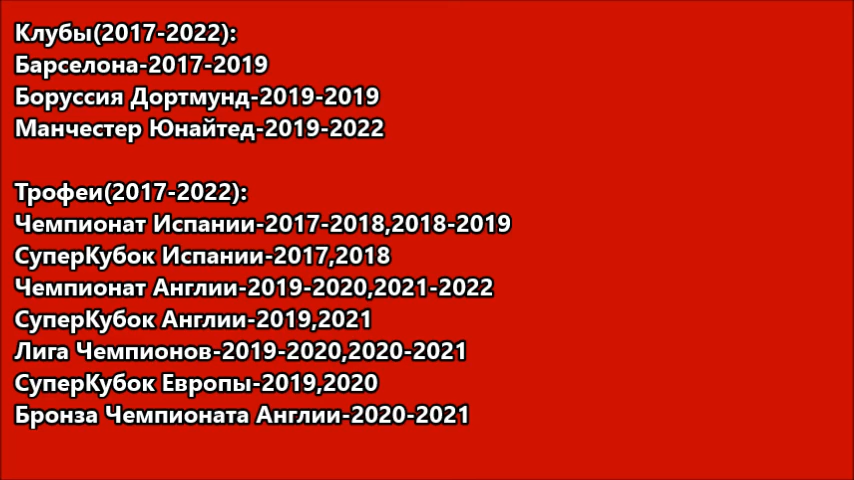 Клубы(2017-2022):
Барселона-2017-2019
Боруссия Дортмунд-2019-2019
Манчестер Юнайтед-2019-2022
Трофеи(2017-2022):
Чемпионат Испании-2017-2018,2018-2019
СуперКубок Испании-2017,2018
Чемпионат Англии-2019-2020,2021-2022
СуперКубок Англии-2019,2021
Лига Чемпионов-2019-2020,2020-2021
СуперКубок Европы-2019,2020
Бронза Чемпионата Англии-2020-2021